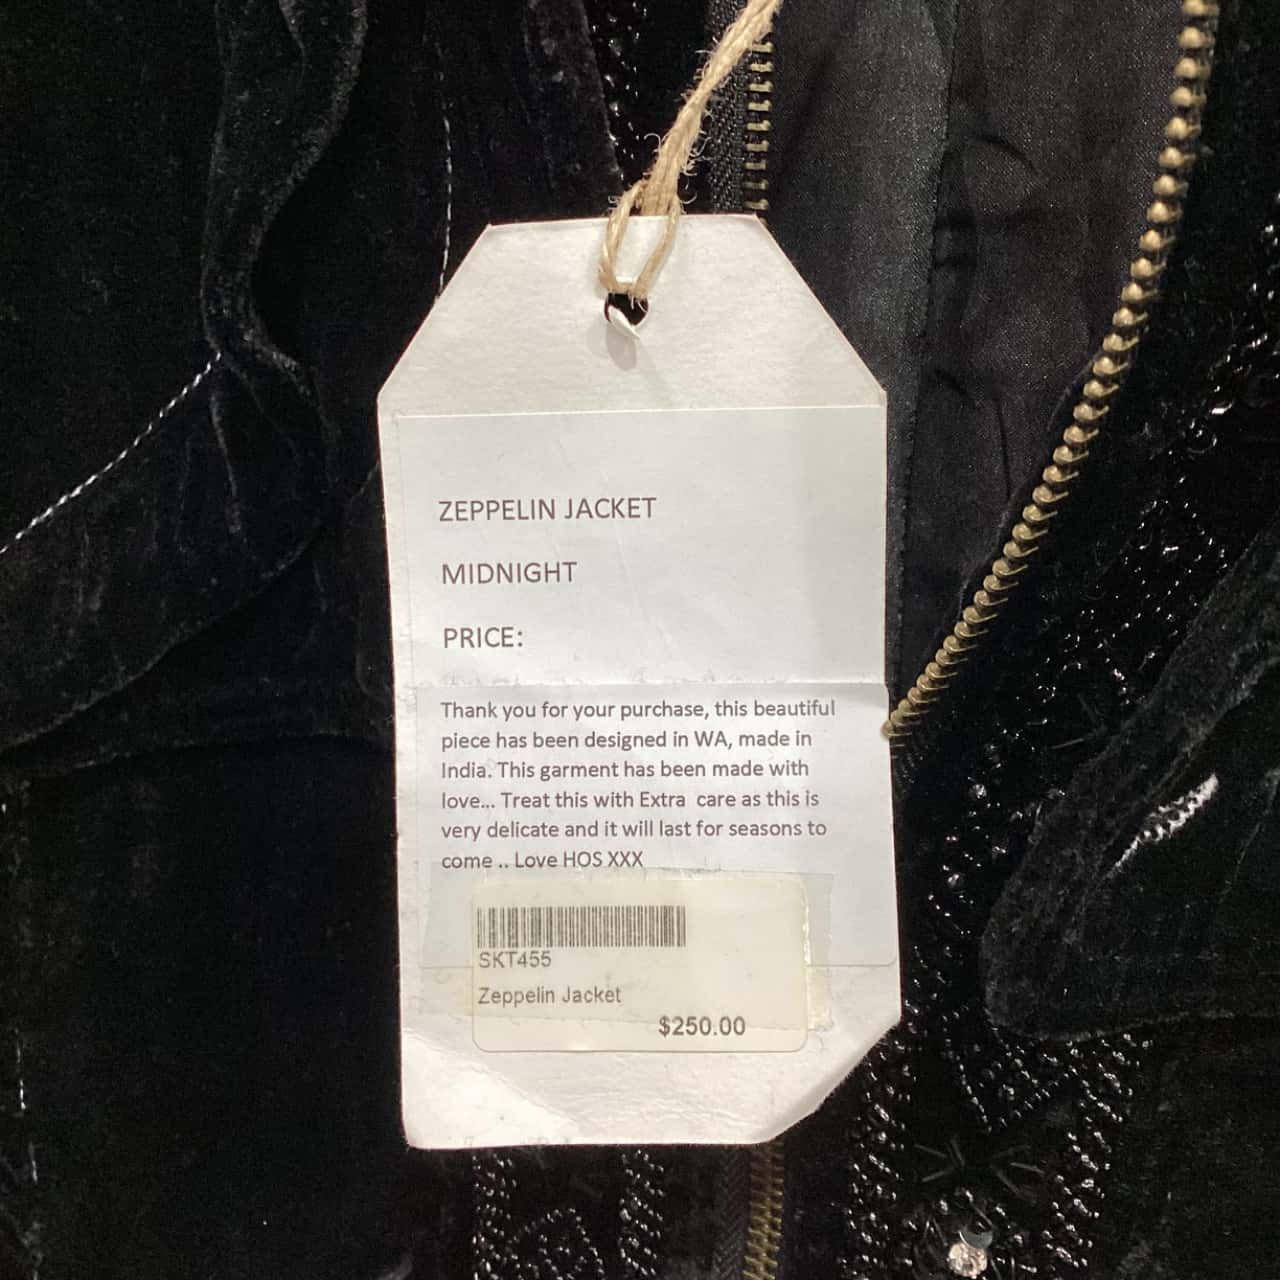 ZEPPELIN JACKET
MIDNIGHT
PRICE:
Thank you for your purchase, this beautiful
piece has been designed in WA, made in
India. This garment has been made with
love... Treat this with Extra  care as this is
very delicate and it will last for seasons to
come .. Love HOS XXX
SKT455
Zeppelin Jacket
$250.00